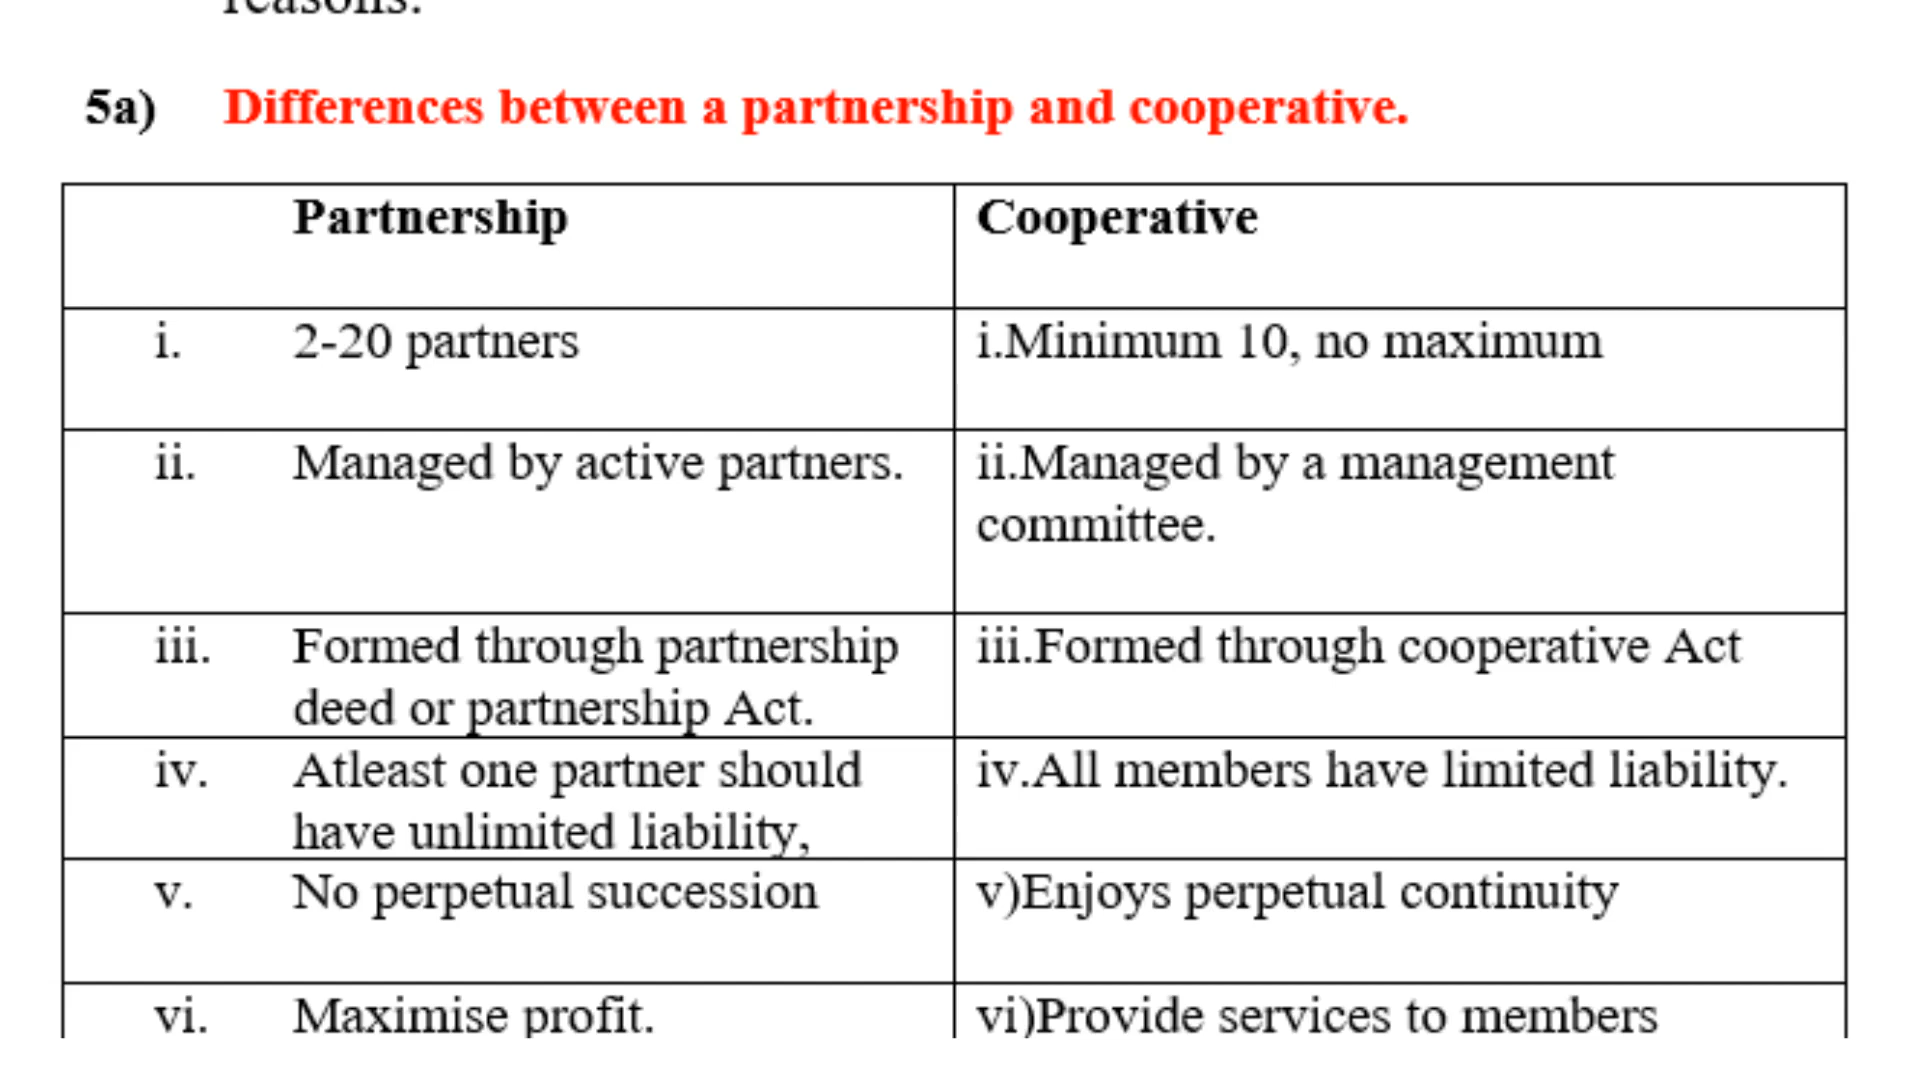 reasons.
5a) Differences between a partnership and cooperative.
Partnership Cooperative
i. 2-20 partners i.Minimum 10, no maximum
ii. Managed by active partners. ii.Managed by a management
committee.
iii. Formed through partnership iii.Formed through cooperative Act
deed or partnership Act.
iv. Atleast one partner should iv.All members have limited liability.
have unlimited liability,
v. No perpetual succession v)Enjoys perpetual continuity
vi. Maximise profit. vi)Provide services to members